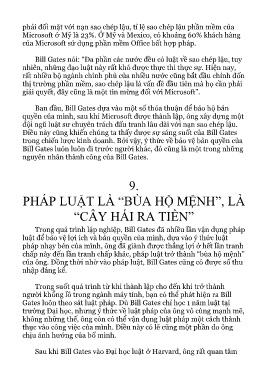 phải đối mặt với nạn sao chép lậu, tỉ lệ sao chép lậu phần mềm của
Microsoft ở Mỹ là 23%. Ở Mỹ và Mexico, có khoảng 60% khách hàng
của Microsoft sử dụng phần mềm Office bất hợp pháp.
Bill Gates nói: "Đa phần các nước đều có luật về sao chép lậu, tuy
nhiên, những đạo luật này rất khó được thực thi thực sự. Hiện nay,
rất nhiều bộ ngành chính phủ của nhiều nước cũng bắt đầu chỉnh đốn
thị trường phần mềm, sao chép lậu là vấn đề đầu tiên mà họ cần phải
giải quyết, đây cũng là một tin mừng đối với Microsoft".
Ban đầu, Bill Gates dựa vào một số thỏa thuận để bảo hộ bản
quyền của mình, sau khi Microsoft được thành lập, ông xây dựng một
đội ngũ luật sư chuyên trách đấu tranh lâu dài với nạn sao chép lậu.
Điều này cũng khiến chúng ta thấy được sự sáng suốt của Bill Gates
trong chiến lược kinh doanh. Bởi vậy, ý thức về bảo vệ bản quyền của
Bill Gates luôn luôn đi trước người khác, đó cũng là một trong những
nguyên nhân thành công của Bill Gates.
9.
PHÁP LUẬT LÀ "BÙA HỘ MỆNH", LÀ
"CÂY HÁI RA TIỀN"
Trong quá trình lập nghiệp, Bill Gates đã nhiều lần vận dụng pháp
luật để bảo vệ lợi ích và bản quyền của mình, dựa vào ý thức luật
pháp nhạy bén của mình, ông đã giành được thắng lợi ở hết lần tranh
chấp này đến lần tranh chấp khác, pháp luật trở thành "bùa hộ mệnh"
của ông. Đồng thời nhờ vào pháp luật, Bill Gates cũng có được số thu
nhập đáng kể.
Trong suốt quá trình từ khi thành lập cho đến khi trở thành
người khổng lồ trong ngành máy tính, bạn có thể phát hiện ra Bill
Gates luôn theo sát luật pháp. Dù Bill Gates chỉ học 1 năm luật tại
trường Đại học, nhưng ý thức về luật pháp của ông vô cùng mạnh mẽ,
không những thế, ông còn có thể vận dụng luật pháp một cách thành
thục vào công việc của mình. Điều này có lẽ cũng một phần do ông
chịu ảnh hưởng của bố mình.
Sau khi Bill Gates vào Đại học luật ở Harvard, ông rất quan tâm